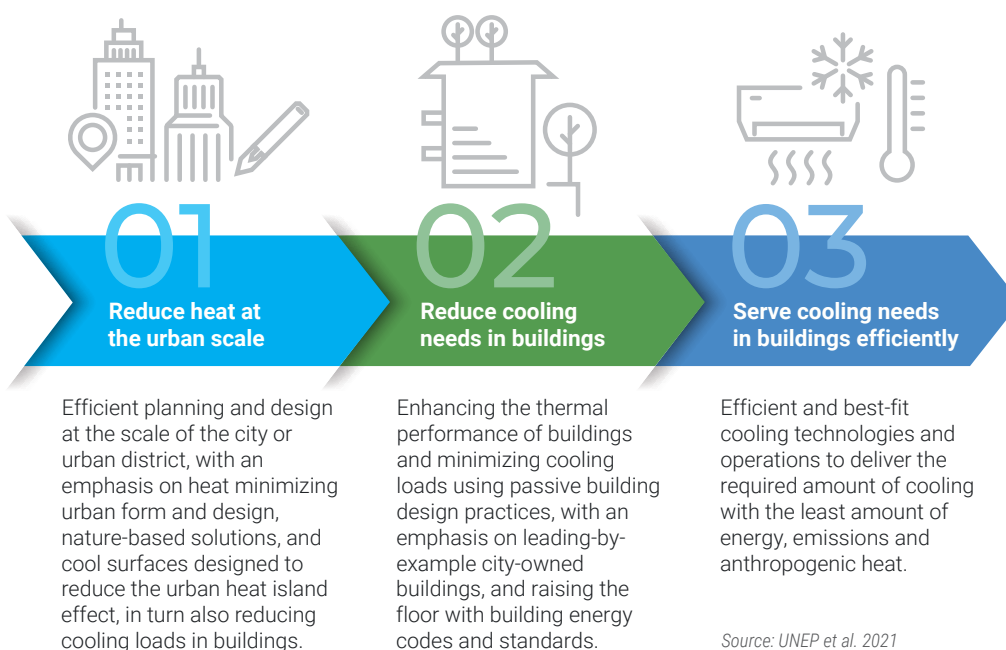 01
Reduce heat at
the urban scale
Efficient planning and design
at the scale of the city or
urban district, with an
emphasis on heat minimizing
urban form and design,
nature-based solutions, and
cool surfaces designed to
reduce the urban heat island
effect, in turn also reducing
cooling loads in buildings.
02
Reduce cooling
needs in buildings
Enhancing the thermal
performance of buildings
and minimizing cooling
loads using passive building
design practices, with an
emphasis on leading-by-
example city-owned
buildings, and raising the
floor with building energy
codes and standards.
03
Serve cooling needs
in buildings efficiently
Efficient and best-fit
cooling technologies and
operations to deliver the
required amount of cooling
with the least amount of
energy, emissions and
anthropogenic heat.
Source: UNEP et al. 2021